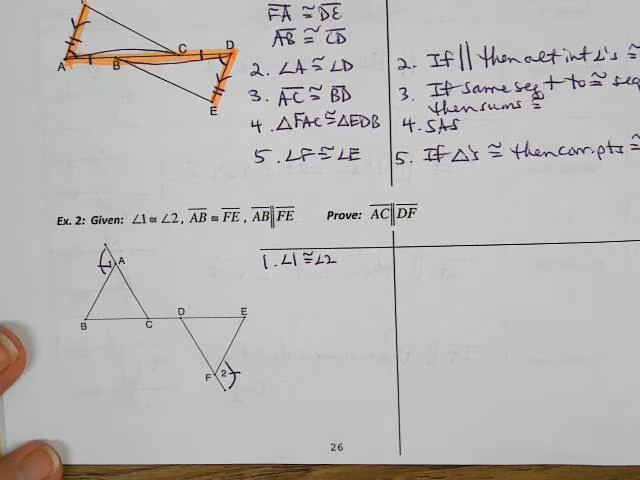 FA ≅ DE
AB ≅ CD
2. ∠A ≅ ∠D
2. If || then alt int ∠'s ≅
3. AC ≅ BD
3. If same seg + to ≅ seg
then sums ≅
4. △FAC ≅ △EDB
4. SAS
5. ∠F ≅ ∠E
5. If △'s ≅ then corr. pts ≅
A
B
C
D
E
Ex. 2: Given: ∠1 ≅ ∠2, AB ≅ FE, AB || FE Prove: AC || DF
1. ∠1 ≅ ∠2
1 A
B C D E
F 2
26